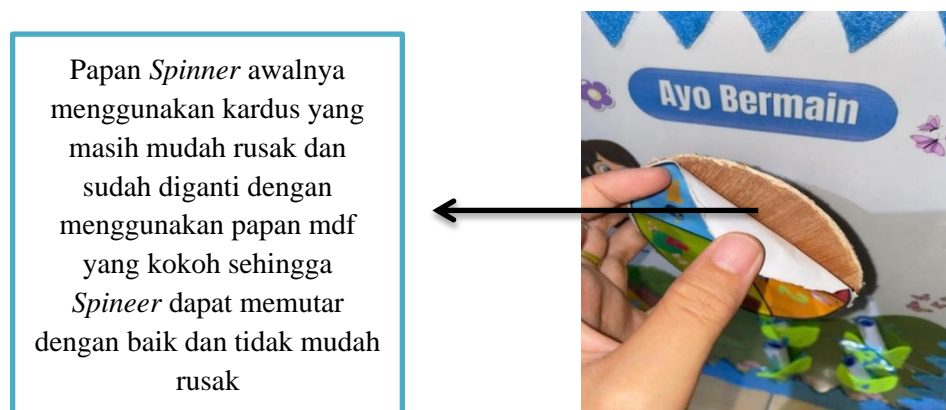 Papan Spinner awalnya
menggunakan kardus yang
masih mudah rusak dan
sudah diganti dengan
menggunakan papan mdf
yang kokoh sehingga
Spineer dapat memutar
dengan baik dan tidak mudah
rusak
Ayo Bermain